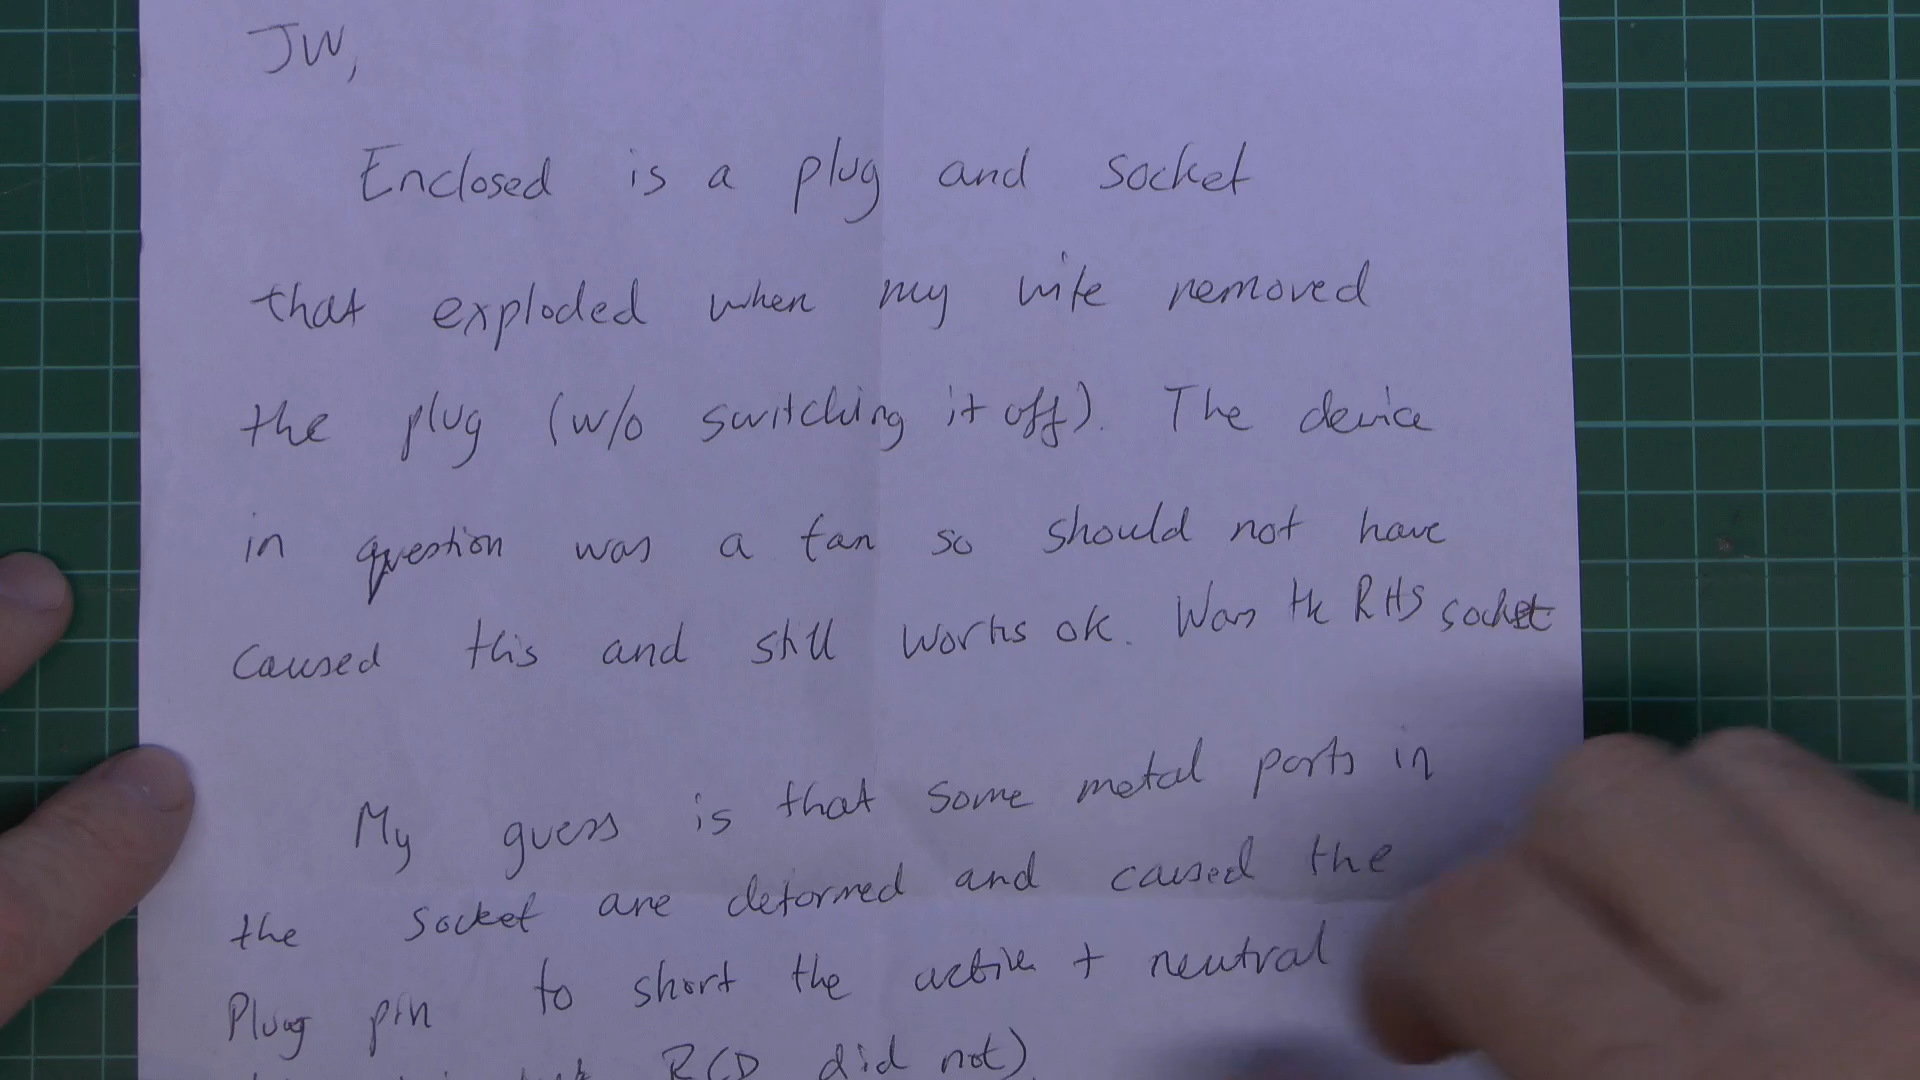 JW,
Enclosed is a plug and socket
that exploded when my wife removed
the plug (w/o switching it off). The device
in question was a fan so should not have
caused this and still works ok. Was the RHS socket
My guess is that some metal parts in
the socket are deformed and caused the
Plug pin to short the active + neutral
RCD did not)